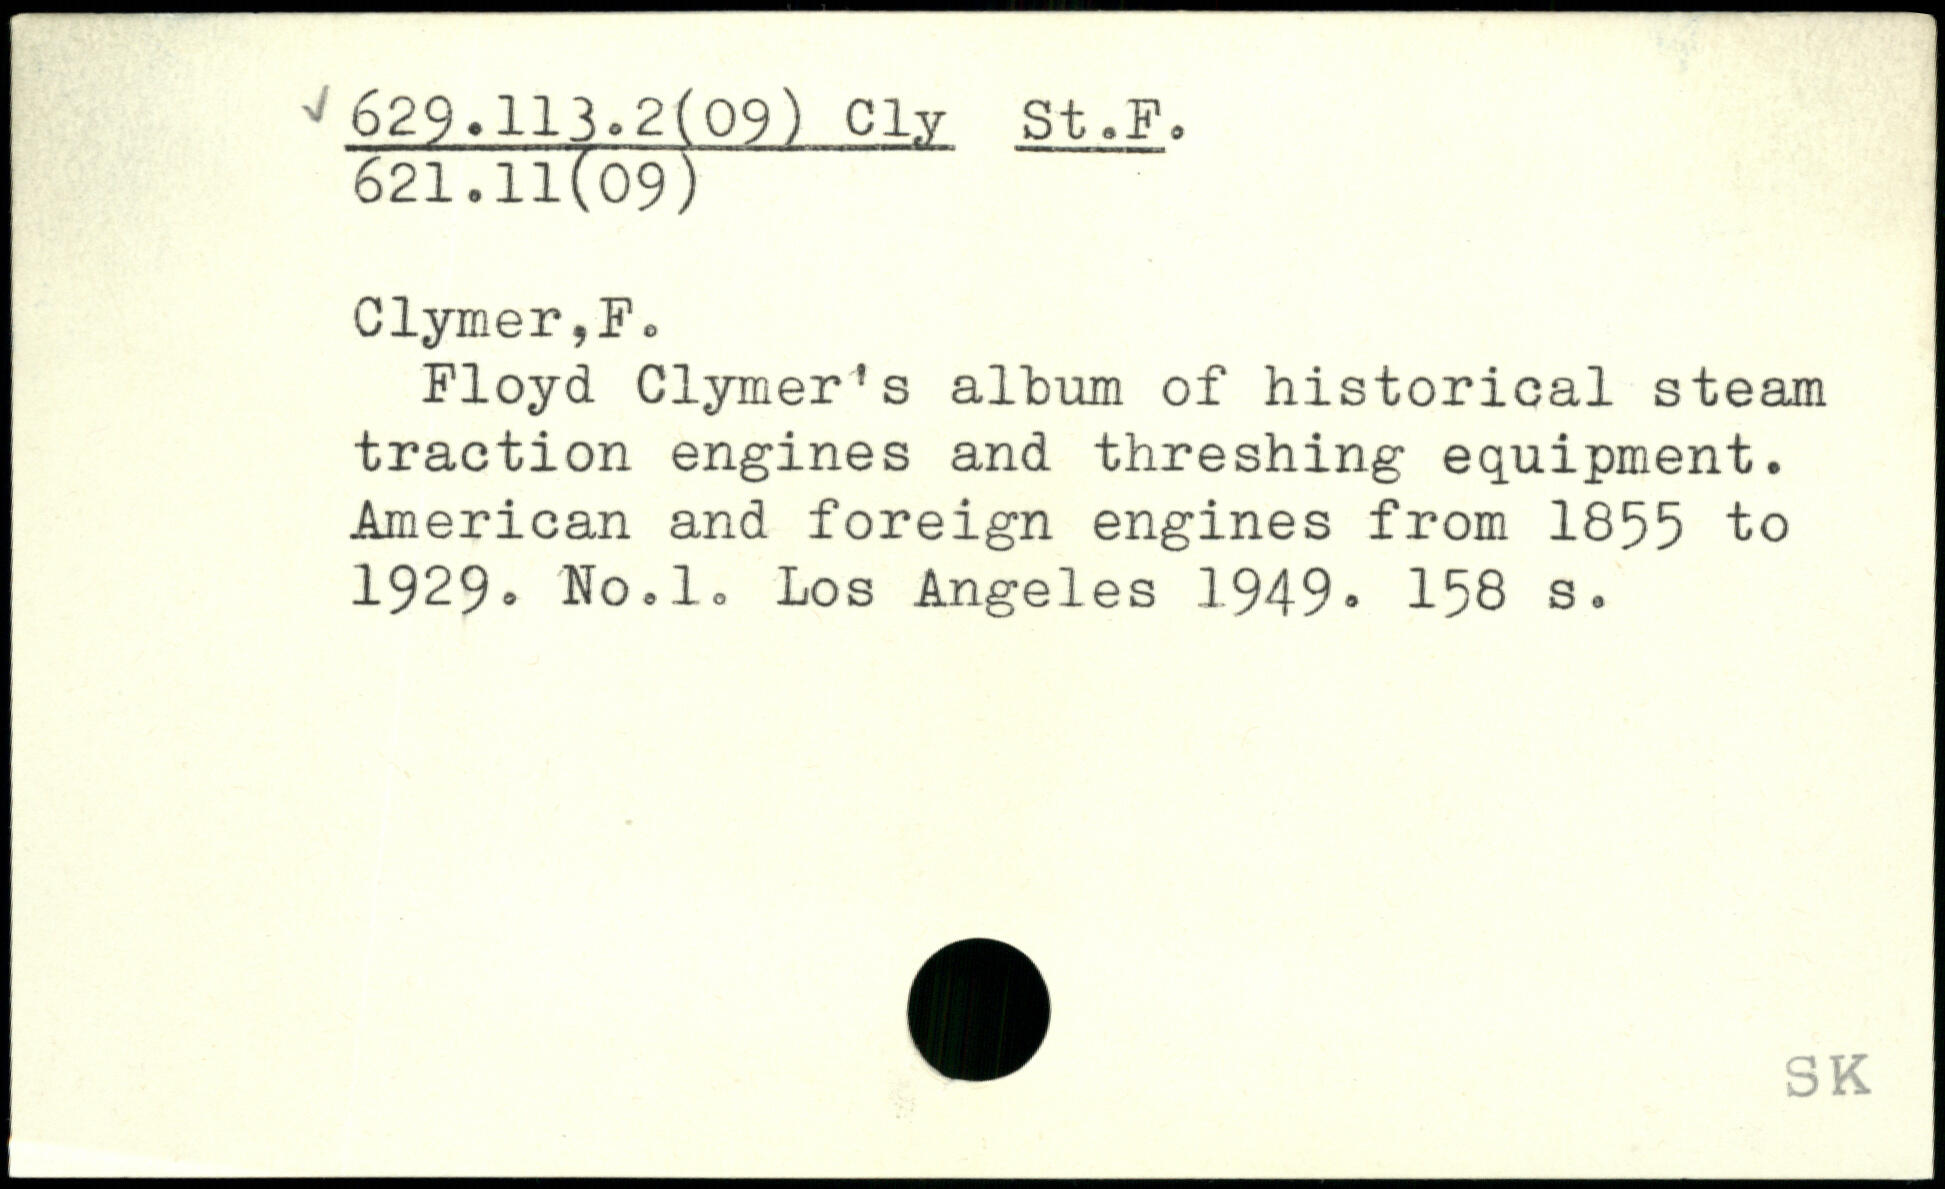 ✓ 629.113.2(09) Cly St.F.
621.11(09)
Clymer,F.
Floyd Clymer's album of historical steam
traction engines and threshing equipment.
American and foreign engines from 1855 to
1929. No.1. Los Angeles 1949. 158 s.
SK